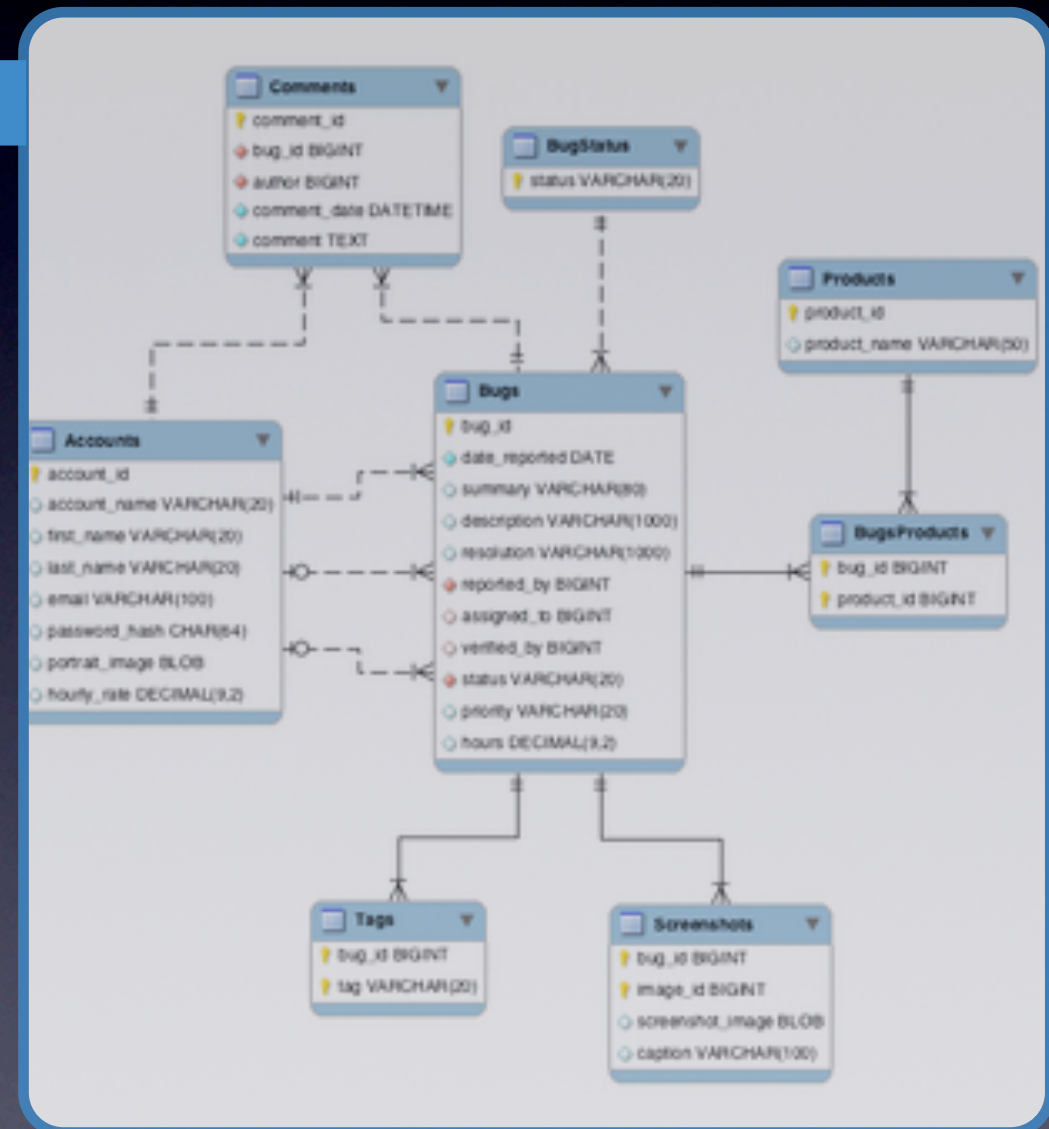 Comments
comment_id
bug_id BIGINT
author BIGINT
comment_date DATETIME
comment TEXT
BugStatus
status VARCHAR(20)
Products
product_id
product_name VARCHAR(50)
Accounts
account_id
account_name VARCHAR(20)
first_name VARCHAR(20)
last_name VARCHAR(20)
email VARCHAR(100)
password_hash CHAR(64)
portrait_image BLOB
hourly_rate DECIMAL(9,2)
Bugs
bug_id
date_reported DATE
summary VARCHAR(80)
description VARCHAR(1000)
resolution VARCHAR(1000)
reported_by BIGINT
assigned_to BIGINT
verified_by BIGINT
status VARCHAR(20)
priority VARCHAR(20)
hours DECIMAL(9,2)
BugsProducts
bug_id BIGINT
product_id BIGINT
Tags
bug_id BIGINT
tag VARCHAR(20)
Screenshots
bug_id BIGINT
image_id BIGINT
screenshot_image BLOB
caption VARCHAR(100)